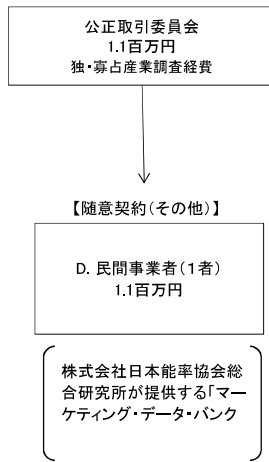 公正取引委員会
1.1百万円
独・寡占産業調査経費
【随意契約（その他）】
D. 民間事業者（1者）
1.1百万円
株式会社日本能率協会総
合研究所が提供する「マー
ケティング・データ・バンク